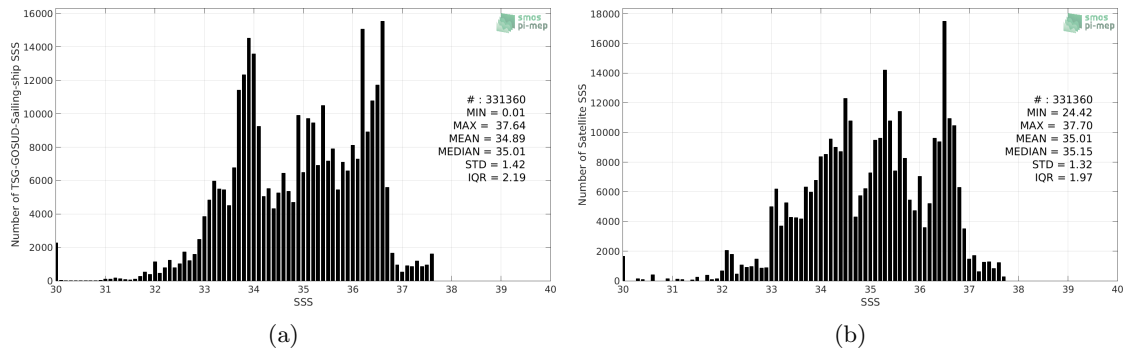 16000
14000
12000
10000
8000
6000
4000
2000
0
30 31 32 33 34 35 36 37 38 39 40
SSS
Number of TSG-GOSUD-Sailing-ship SSS
smos
pi-mep
# : 331360
MIN = 0.01
MAX = 37.64
MEAN = 34.89
MEDIAN = 35.01
STD = 1.42
IQR = 2.19
(a)
18000
16000
14000
12000
10000
8000
6000
4000
2000
0
30 31 32 33 34 35 36 37 38 39 40
SSS
Number of Satellite SSS
smos
pi-mep
# : 331360
MIN = 24.42
MAX = 37.70
MEAN = 35.01
MEDIAN = 35.15
STD = 1.32
IQR = 1.97
(b)